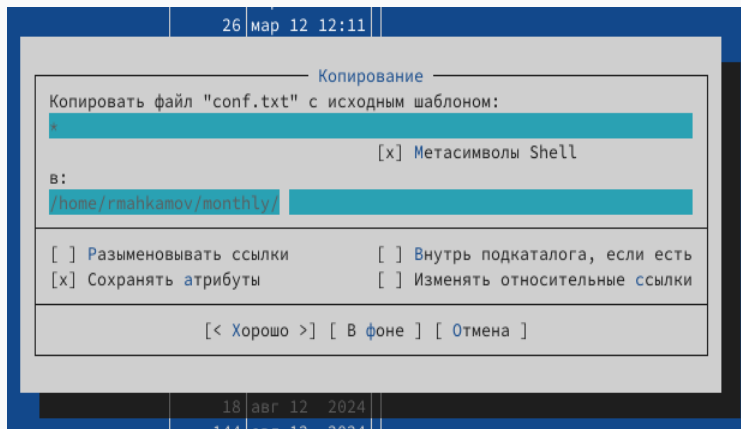 26 мар 12 12:11
Копирование
Копировать файл "conf.txt" с исходным шаблоном:
*
[x] Метасимволы Shell
в:
/home/rmahkamov/monthly/
[ ] Разыменовывать ссылки [ ] Внутрь подкаталога, если есть
[x] Сохранять атрибуты [ ] Изменять относительные ссылки
[< Хорошо >] [ В фоне ] [ Отмена ]
18 авг 12 2024